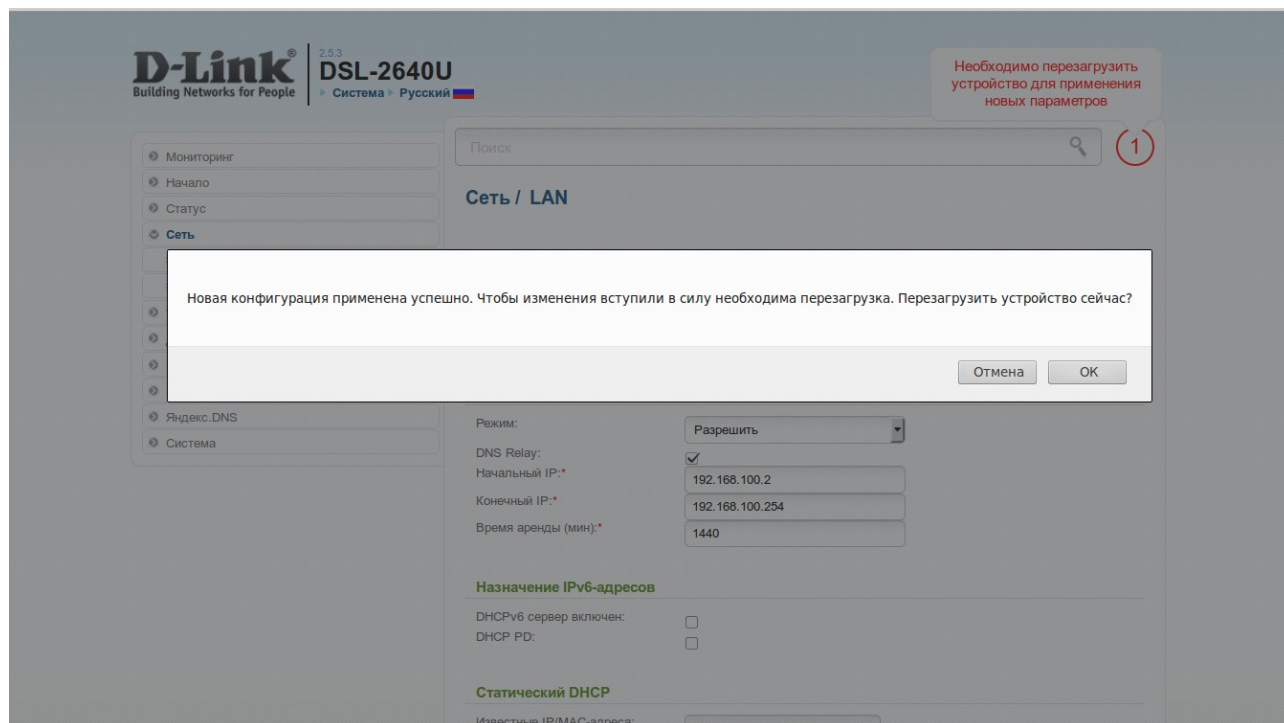 D-Link®
Building Networks for People
2.5.3
DSL-2640U
Система Русский
Необходимо перезагрузить
устройство для применения
новых параметров
1
Поиск
Мониторинг
Начало
Статус
Сеть
Сеть / LAN
Новая конфигурация применена успешно. Чтобы изменения вступили в силу необходима перезагрузка. Перезагрузить устройство сейчас?
Отмена
OK
Яндекс.DNS
Система
Режим:
Разрешить
DNS Relay:
Начальный IP:*
192.168.100.2
Конечный IP:*
192.168.100.254
Время аренды (мин):*
1440
Назначение IPv6-адресов
DHCPv6 сервер включен:
DHCP PD:
Статический DHCP
Известные IP/MAC-адреса: